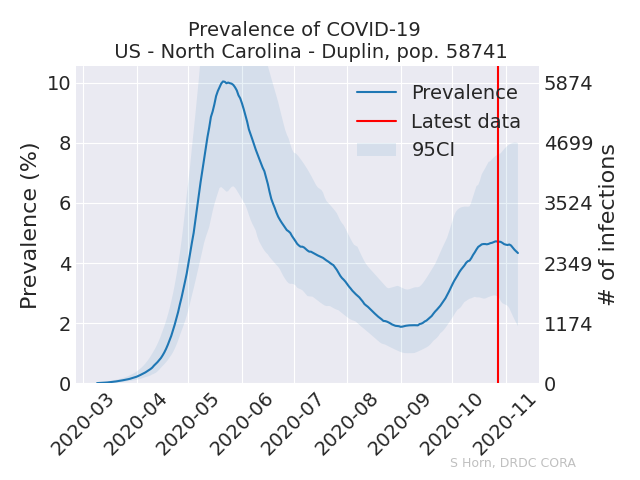 Prevalence of COVID-19
US - North Carolina - Duplin, pop. 58741
Prevalence (%)
10
8
6
4
2
0
5874
4699
3524
2349
1174
0
# of infections
Prevalence
Latest data
95CI
2020-03
2020-04
2020-05
2020-06
2020-07
2020-08
2020-09
2020-10
2020-11
S Horn, DRDC CORA